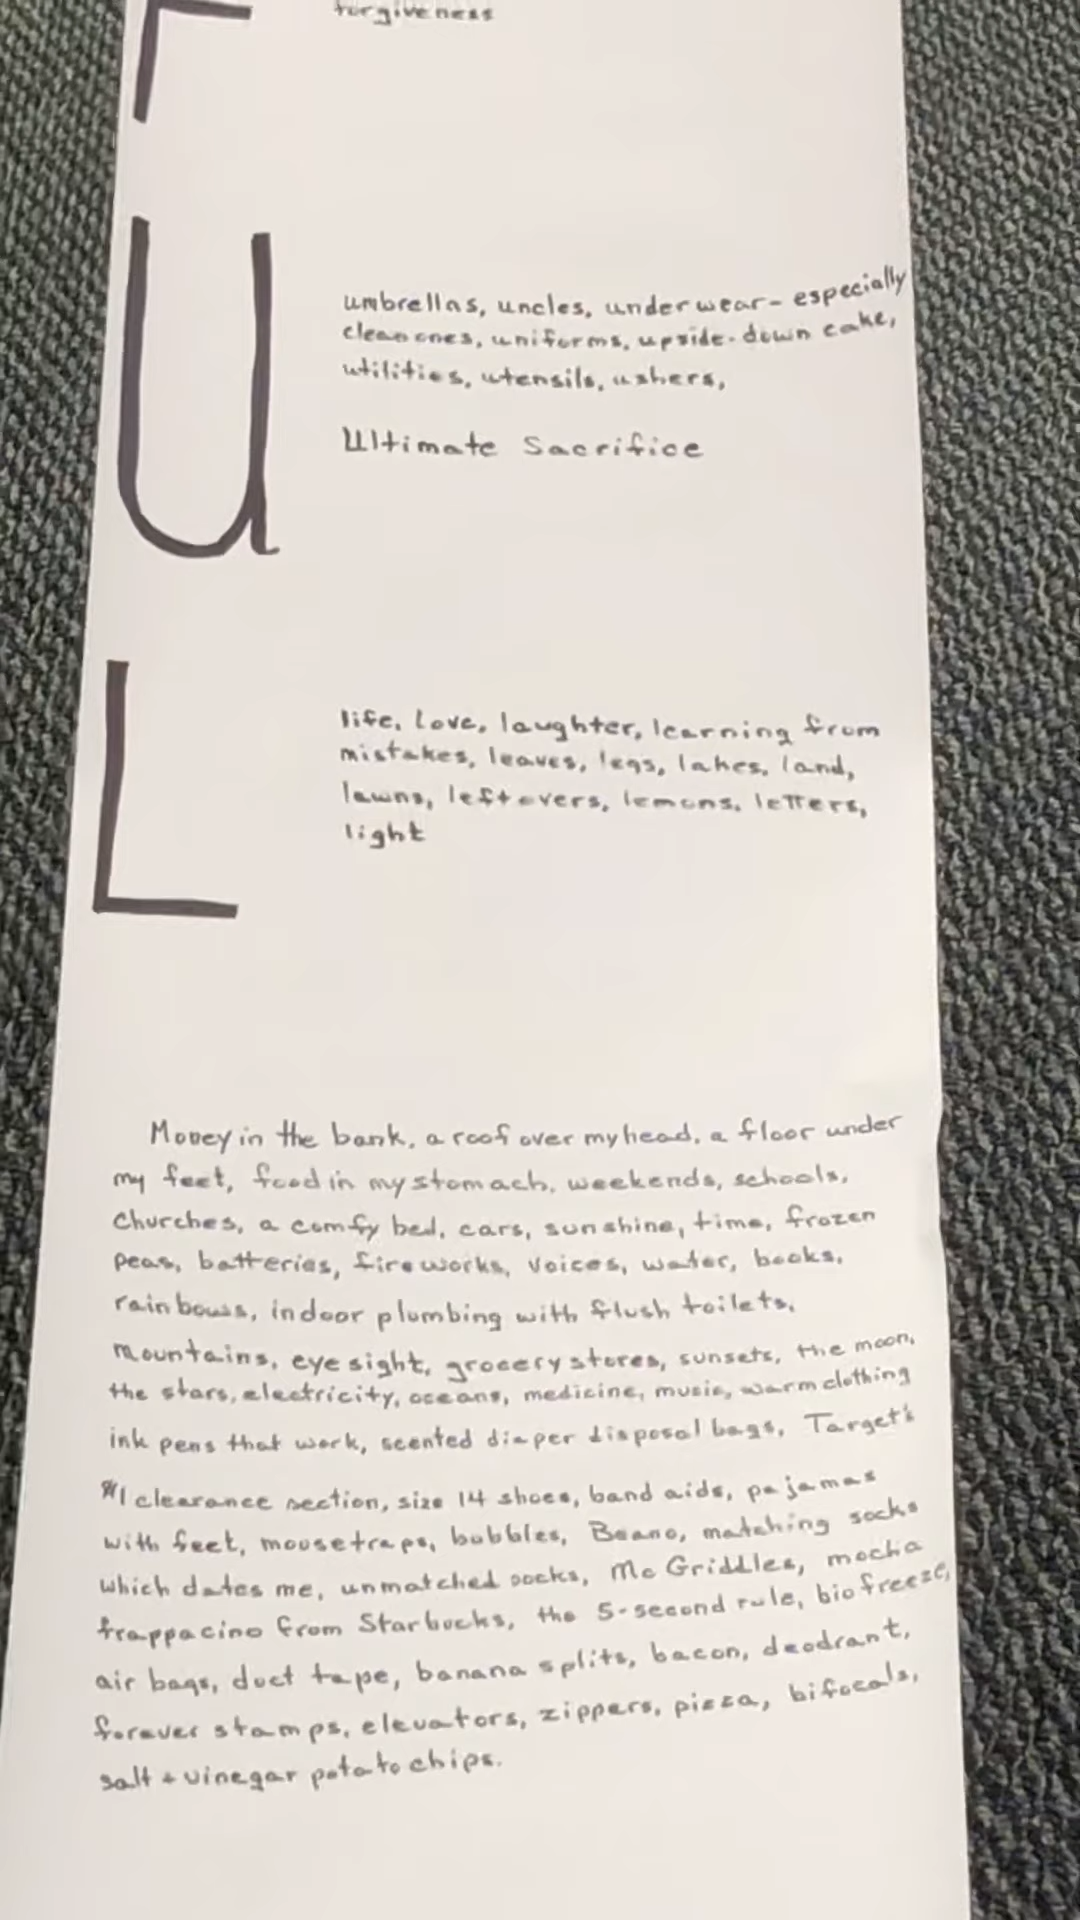 F
forgiveness
U
umbrellas, uncles, underwear - especially
clean ones, uniforms, upside-down cake,
utilities, utensils, ushers,
Ultimate Sacrifice
L
life, love, laughter, learning from
mistakes, leaves, legs, lakes, land,
lawns, leftovers, lemons, letters,
light
Money in the bank, a roof over my head, a floor under
my feet, food in my stomach, weekends, schools,
churches, a comfy bed, cars, sunshine, time, frozen
peas, batteries, fireworks, voices, water, books,
rainbows, indoor plumbing with flush toilets,
mountains, eye sight, grocery stores, sunsets, the moon,
the stars, electricity, oceans, medicine, music, warm clothing
ink pens that work, scented diaper disposal bags, Target's
$1 clearance section, size 14 shoes, band aids, pajamas
with feet, mousetraps, bubbles, Beano, matching socks
which dates me, unmatched socks, McGriddles, mocha
frappacino from Starbucks, the 5-second rule, biofreeze,
air bags, duct tape, banana splits, bacon, deodrant,
forever stamps, elevators, zippers, pizza, bifocals,
salt + vinegar potato chips.